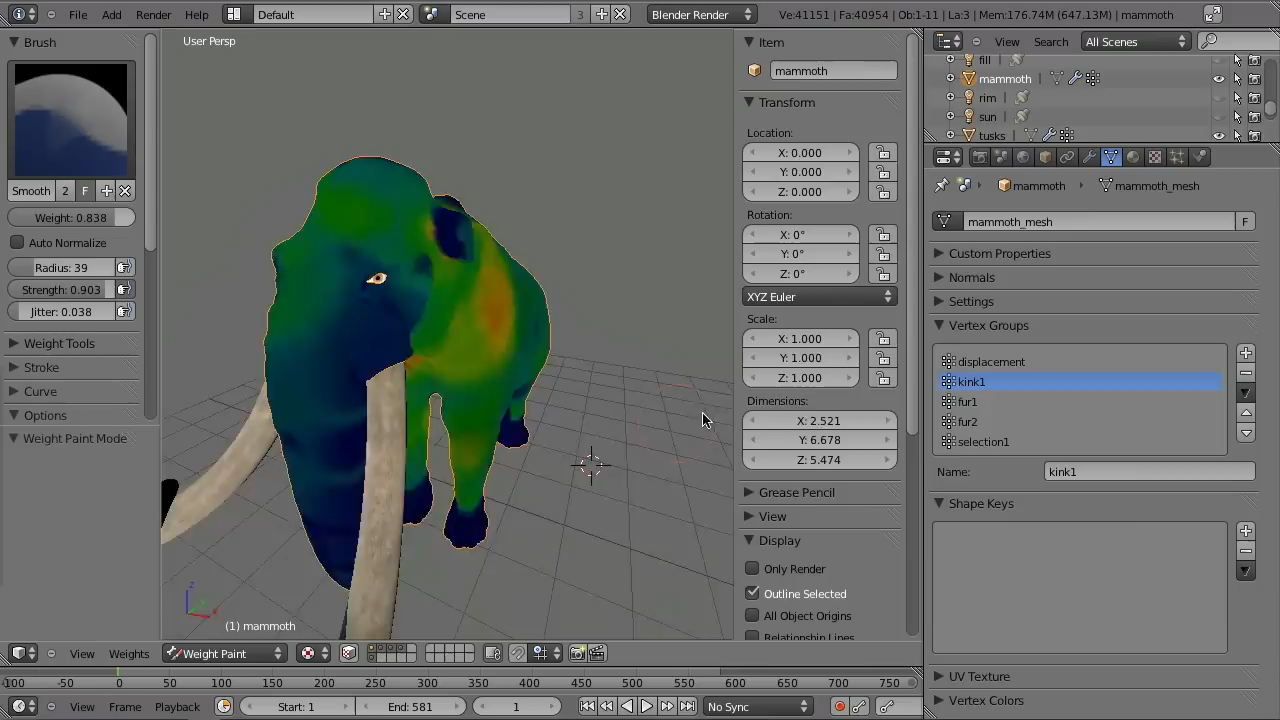 File Add Render Help Default Scene 3 Blender Render Ve:41151 | Fa:40954 | Ob:1-11 | La:3 | Mem:176.74M (647.13M) | mammoth
Brush
Smooth 2 F
Weight: 0.838
Auto Normalize
Radius: 39
Strength: 0.903
Jitter: 0.038
Weight Tools
Stroke
Curve
Options
Weight Paint Mode
User Persp
(1) mammoth
z
Item
mammoth
Transform
Location:
X: 0.000
Y: 0.000
Z: 0.000
Rotation:
X: 0°
Y: 0°
Z: 0°
XYZ Euler
Scale:
X: 1.000
Y: 1.000
Z: 1.000
Dimensions:
X: 2.521
Y: 6.678
Z: 5.474
Grease Pencil
View
Display
Only Render
Outline Selected
All Object Origins
Relationship Lines
View Search All Scenes
fill
mammoth
rim
sun
tusks
mammoth mammoth_mesh
mammoth_mesh F
Custom Properties
Normals
Settings
Vertex Groups
displacement
kink1
fur1
fur2
selection1
Name: kink1
Shape Keys
UV Texture
Vertex Colors
View Weights Weight Paint
-100 -50 0 50 100 150 200 250 300 350 400 450 500 550 600 650 700 750
View Frame Playback Start: 1 End: 581 1 No Sync